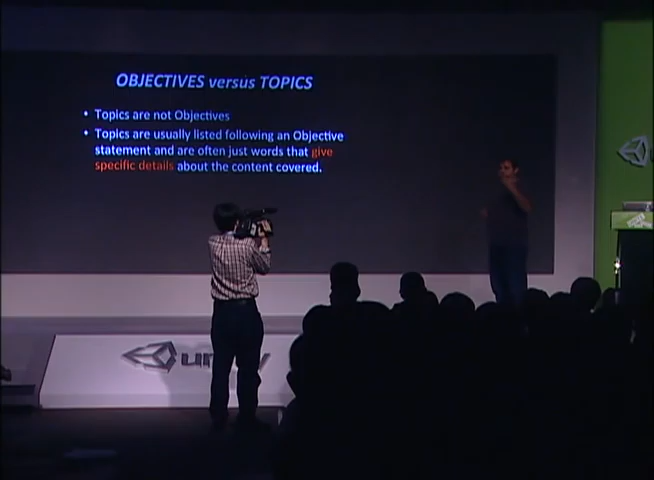 OBJECTIVES versus TOPICS
• Topics are not Objectives
• Topics are usually listed following an Objective
statement and are often just words that give
specific details about the content covered.
unity